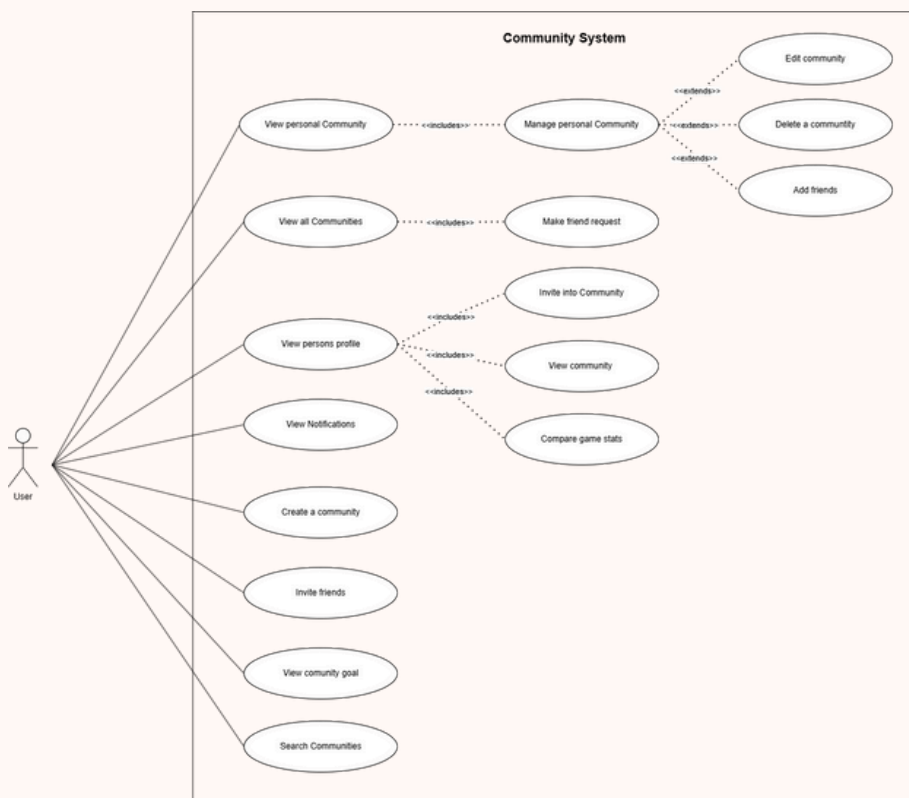 Community System
Edit community
<<extends>>
View personal Community
<<includes>>
Manage personal Community
<<extends>>
Delete a communtity
<<extends>>
Add friends
View all Communities
<<includes>>
Make friend request
Invite into Community
<<includes>>
View persons profile
<<includes>>
View community
<<includes>>
Compare game stats
View Notifications
User
Create a community
Invite friends
View comunity goal
Search Communities